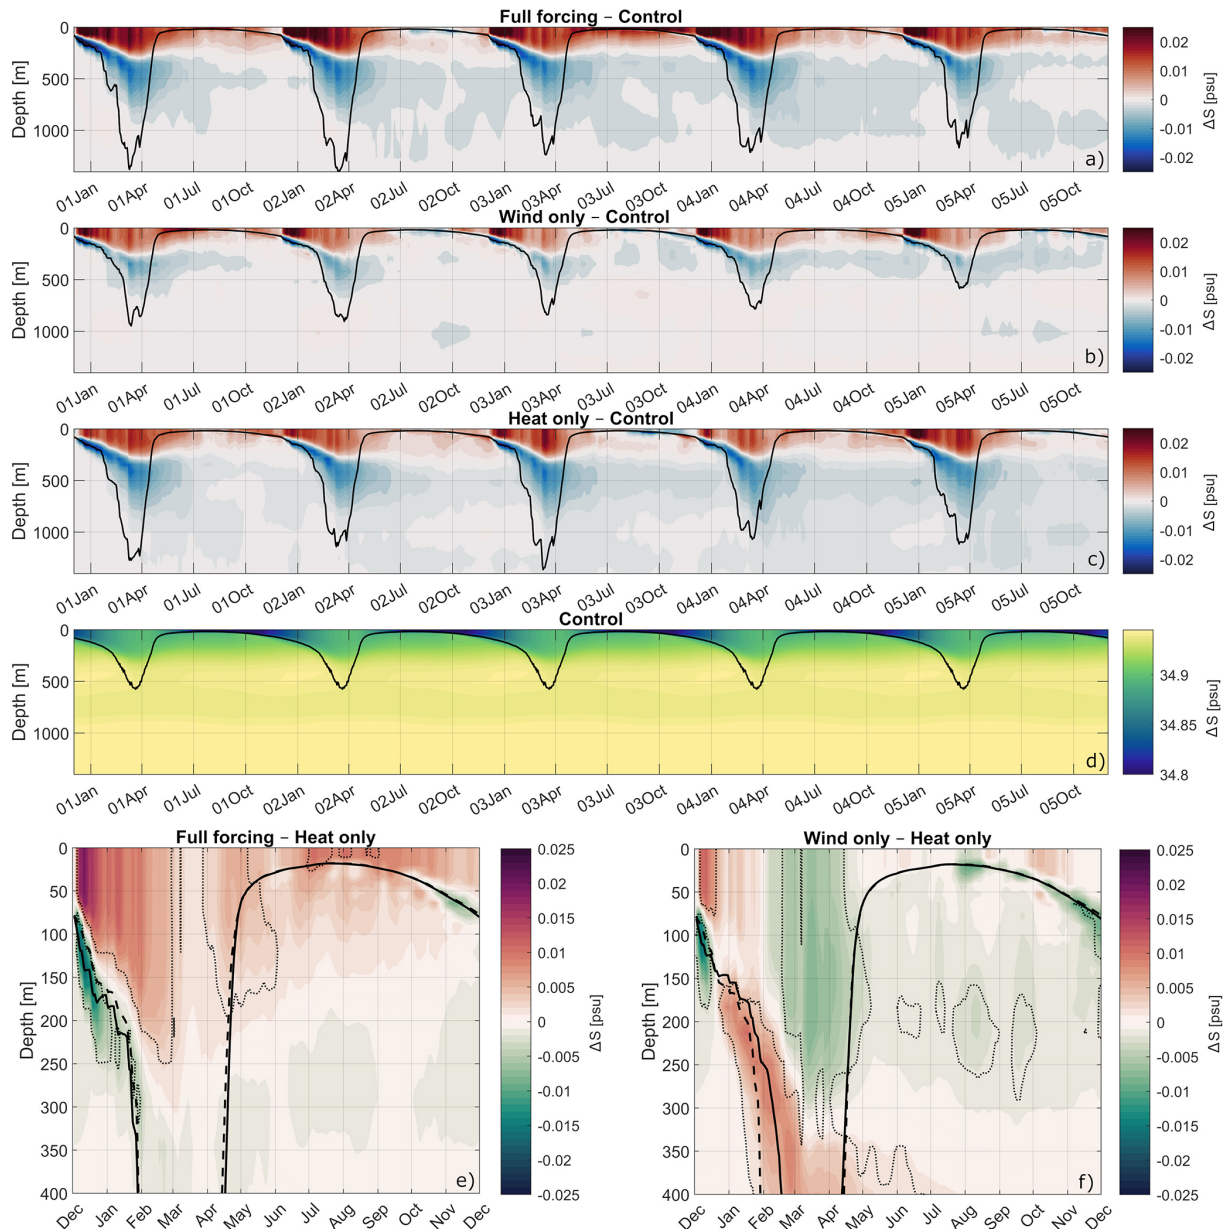 Full forcing – Control
0
500
1000
Depth [m]
a)
01Jan 01Apr 01Jul 01Oct 02Jan 02Apr 02Jul 02Oct 03Jan 03Apr 03Jul 03Oct 04Jan 04Apr 04Jul 04Oct 05Jan 05Apr 05Jul 05Oct
0.02
0.01
0
-0.01
-0.02
ΔS [psu]
Wind only – Control
0
500
1000
Depth [m]
b)
01Jan 01Apr 01Jul 01Oct 02Jan 02Apr 02Jul 02Oct 03Jan 03Apr 03Jul 03Oct 04Jan 04Apr 04Jul 04Oct 05Jan 05Apr 05Jul 05Oct
0.02
0.01
0
-0.01
-0.02
ΔS [psu]
Heat only – Control
0
500
1000
Depth [m]
c)
01Jan 01Apr 01Jul 01Oct 02Jan 02Apr 02Jul 02Oct 03Jan 03Apr 03Jul 03Oct 04Jan 04Apr 04Jul 04Oct 05Jan 05Apr 05Jul 05Oct
0.02
0.01
0
-0.01
-0.02
ΔS [psu]
Control
0
500
1000
Depth [m]
d)
01Jan 01Apr 01Jul 01Oct 02Jan 02Apr 02Jul 02Oct 03Jan 03Apr 03Jul 03Oct 04Jan 04Apr 04Jul 04Oct 05Jan 05Apr 05Jul 05Oct
34.9
34.85
34.8
ΔS [psu]
Full forcing – Heat only
0
50
100
150
200
250
300
350
400
Depth [m]
e)
Dec Jan Feb Mar Apr May Jun Jul Aug Sep Oct Nov Dec
0.025
0.02
0.015
0.01
0.005
0
-0.005
-0.01
-0.015
-0.02
-0.025
ΔS [psu]
Wind only – Heat only
0
50
100
150
200
250
300
350
400
Depth [m]
f)
Dec Jan Feb Mar Apr May Jun Jul Aug Sep Oct Nov Dec
0.025
0.02
0.015
0.01
0.005
0
-0.005
-0.01
-0.015
-0.02
-0.025
ΔS [psu]